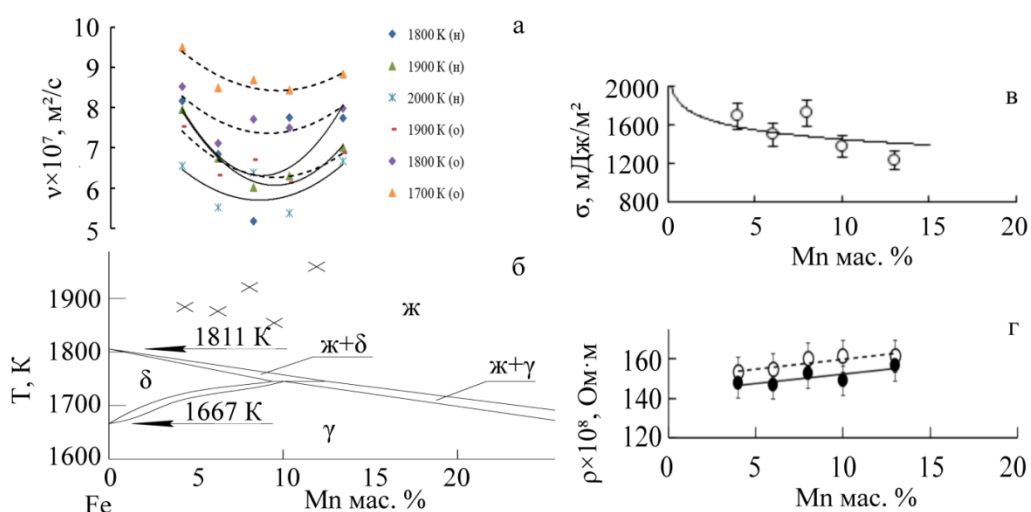 а
ν×10⁷, м²/с
10
9
8
7
6
5
1800 К (н)
1900 К (н)
2000 К (н)
1900 К (о)
1800 К (о)
1700 К (о)
б
Т, К
1900
1800
1700
1600
1811 К
1667 К
δ
γ
ж
ж+δ
ж+γ
0
10
20
Fe
Mn мас. %
в
σ, мДж/м²
2000
1600
1200
800
0
5
10
15
20
Mn мас. %
г
ρ×10⁸, Ом·м
160
140
120
0
5
10
15
20
Mn мас. %